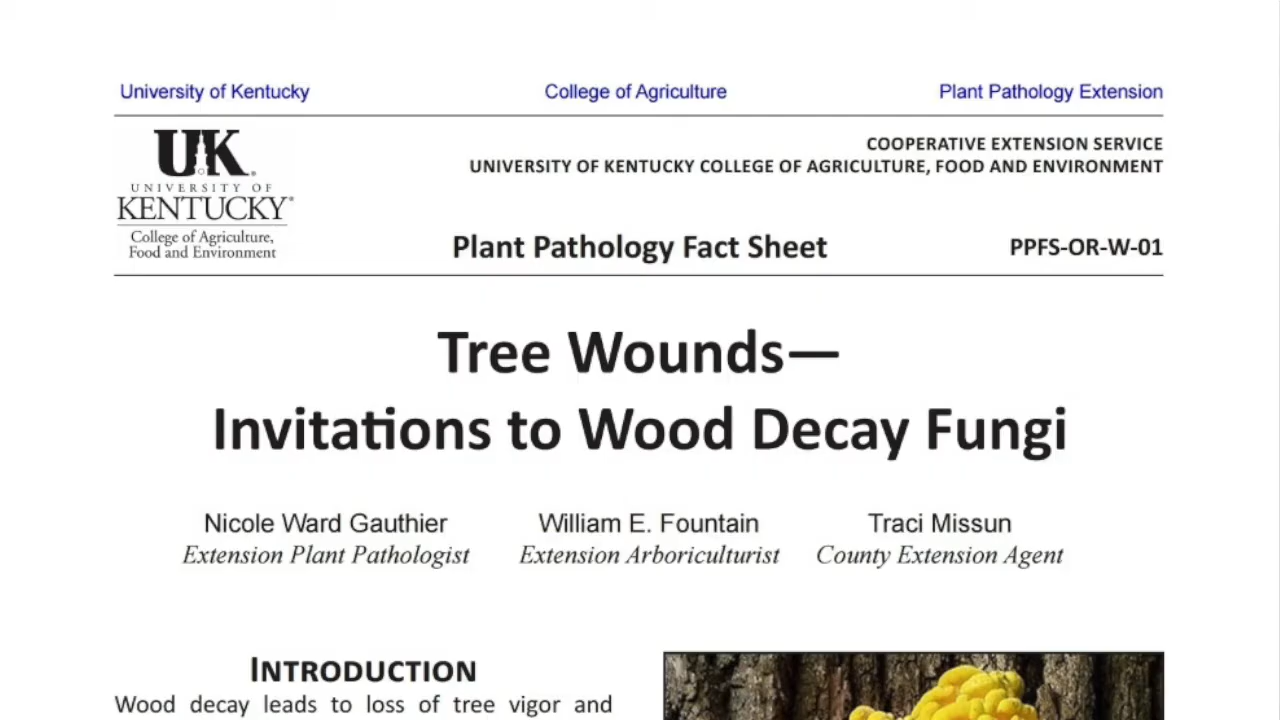 University of Kentucky College of Agriculture Plant Pathology Extension
UK
UNIVERSITY OF
KENTUCKY®
College of Agriculture,
Food and Environment
COOPERATIVE EXTENSION SERVICE
UNIVERSITY OF KENTUCKY COLLEGE OF AGRICULTURE, FOOD AND ENVIRONMENT
Plant Pathology Fact Sheet PPFS-OR-W-01
Tree Wounds—
Invitations to Wood Decay Fungi
Nicole Ward Gauthier William E. Fountain Traci Missun
Extension Plant Pathologist Extension Arboriculturist County Extension Agent
INTRODUCTION
Wood decay leads to loss of tree vigor and